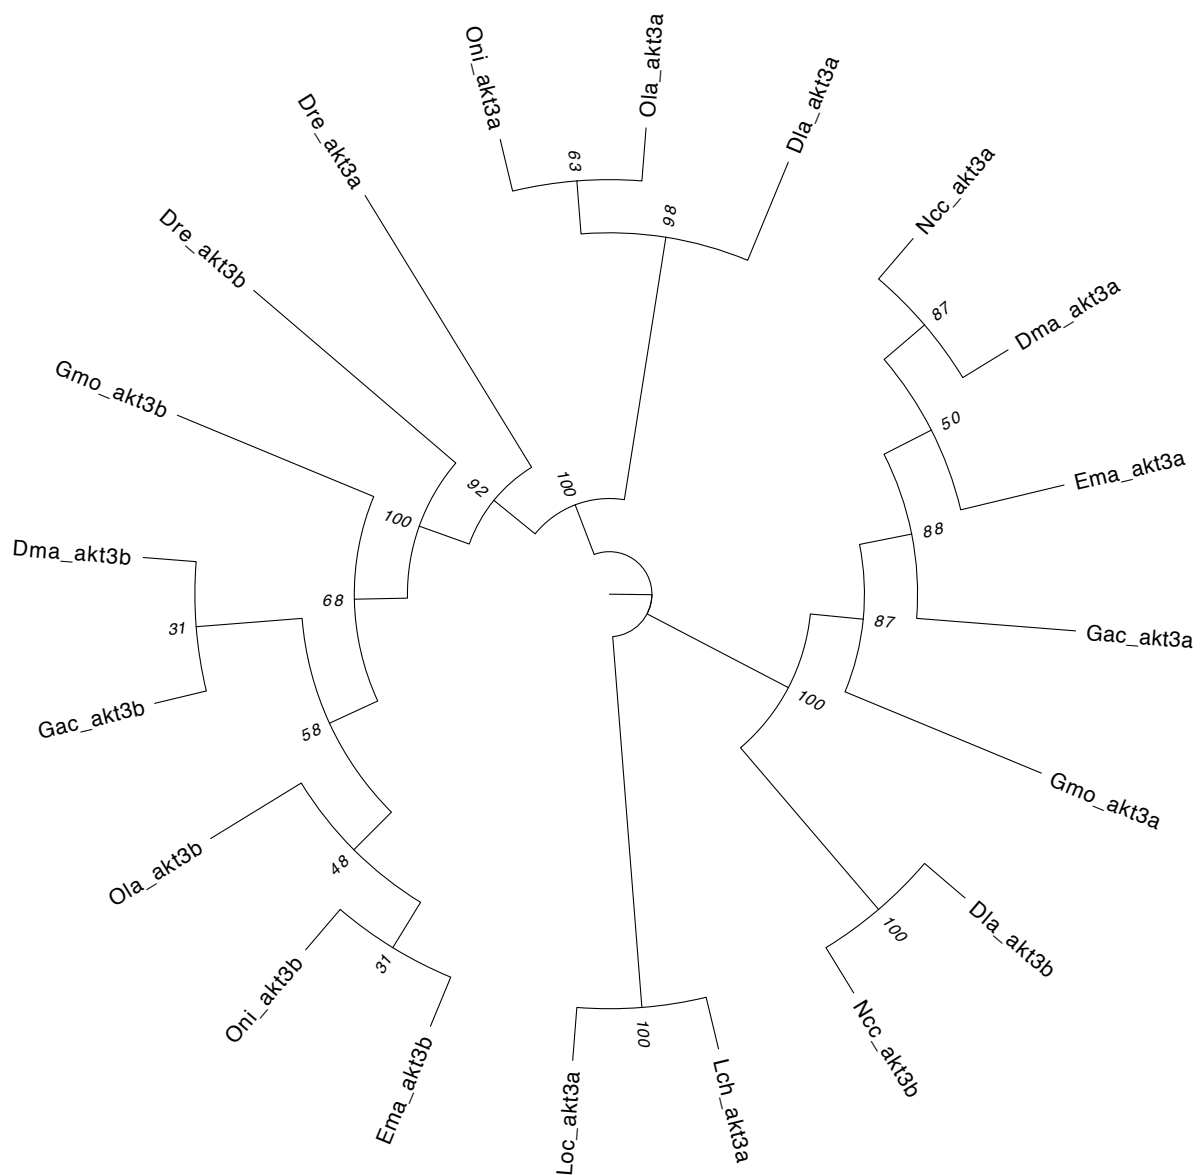 Oni_akt3a
Ola_akt3a
Dla_akt3a
Dre_akt3a
63
98
Ncc_akt3a
Dre_akt3b
87
Dma_akt3a
Gmo_akt3b
50
Ema_akt3a
92
100
100
88
Dma_akt3b
68
87
Gac_akt3a
31
Gac_akt3b
58
100
Gmo_akt3a
Ola_akt3b
48
Dla_akt3b
100
Oni_akt3b
31
Ncc_akt3b
Ema_akt3b
100
Loc_akt3a
Lch_akt3a